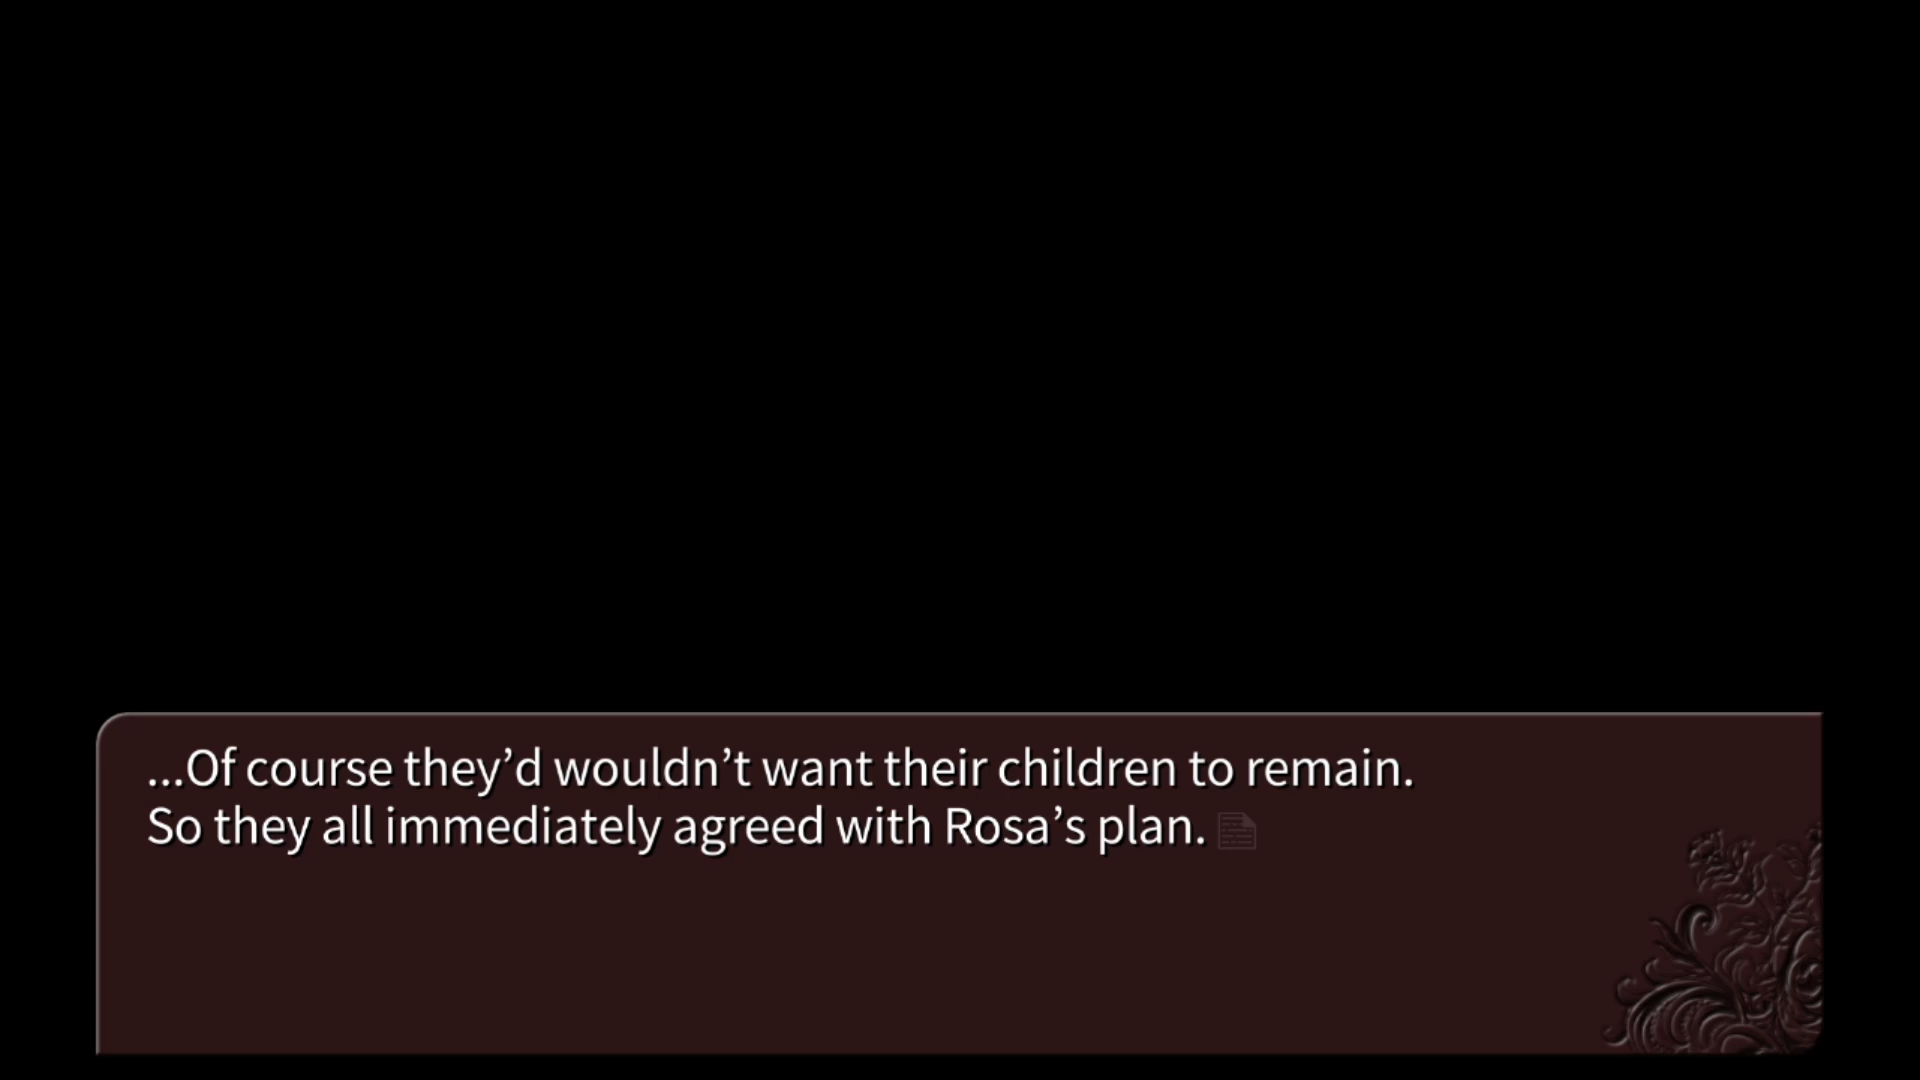 ...Of course they’d wouldn’t want their children to remain.
So they all immediately agreed with Rosa’s plan.